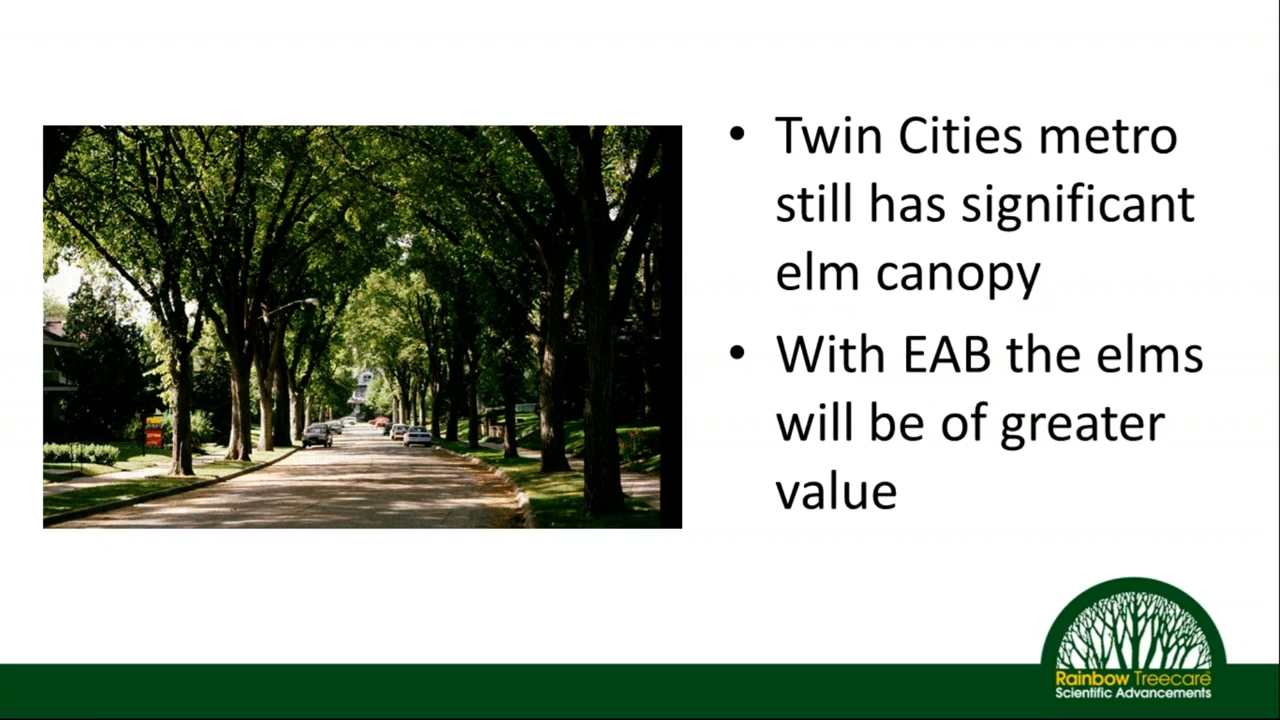 • Twin Cities metro
still has significant
elm canopy
• With EAB the elms
will be of greater
value
Rainbow Treecare
Scientific Advancements